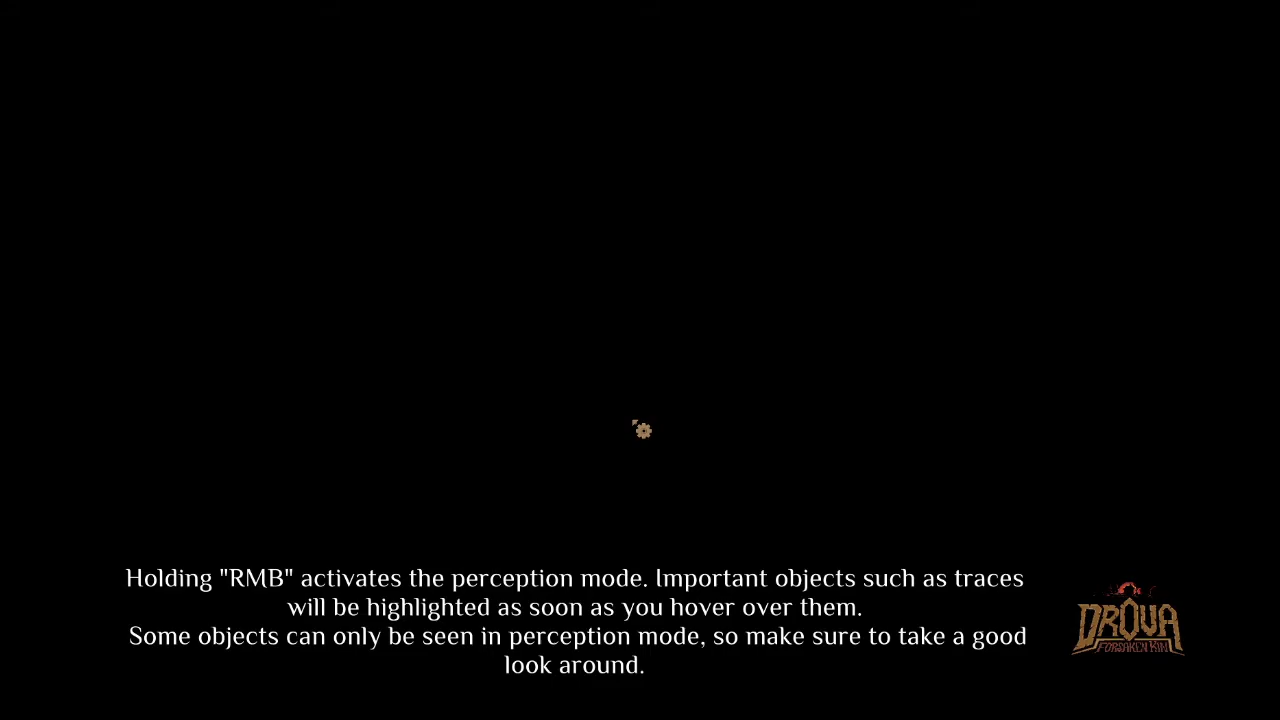 Holding "RMB" activates the perception mode. Important objects such as traces
will be highlighted as soon as you hover over them.
Some objects can only be seen in perception mode, so make sure to take a good
look around.
DROVA
FORSAKEN KIN